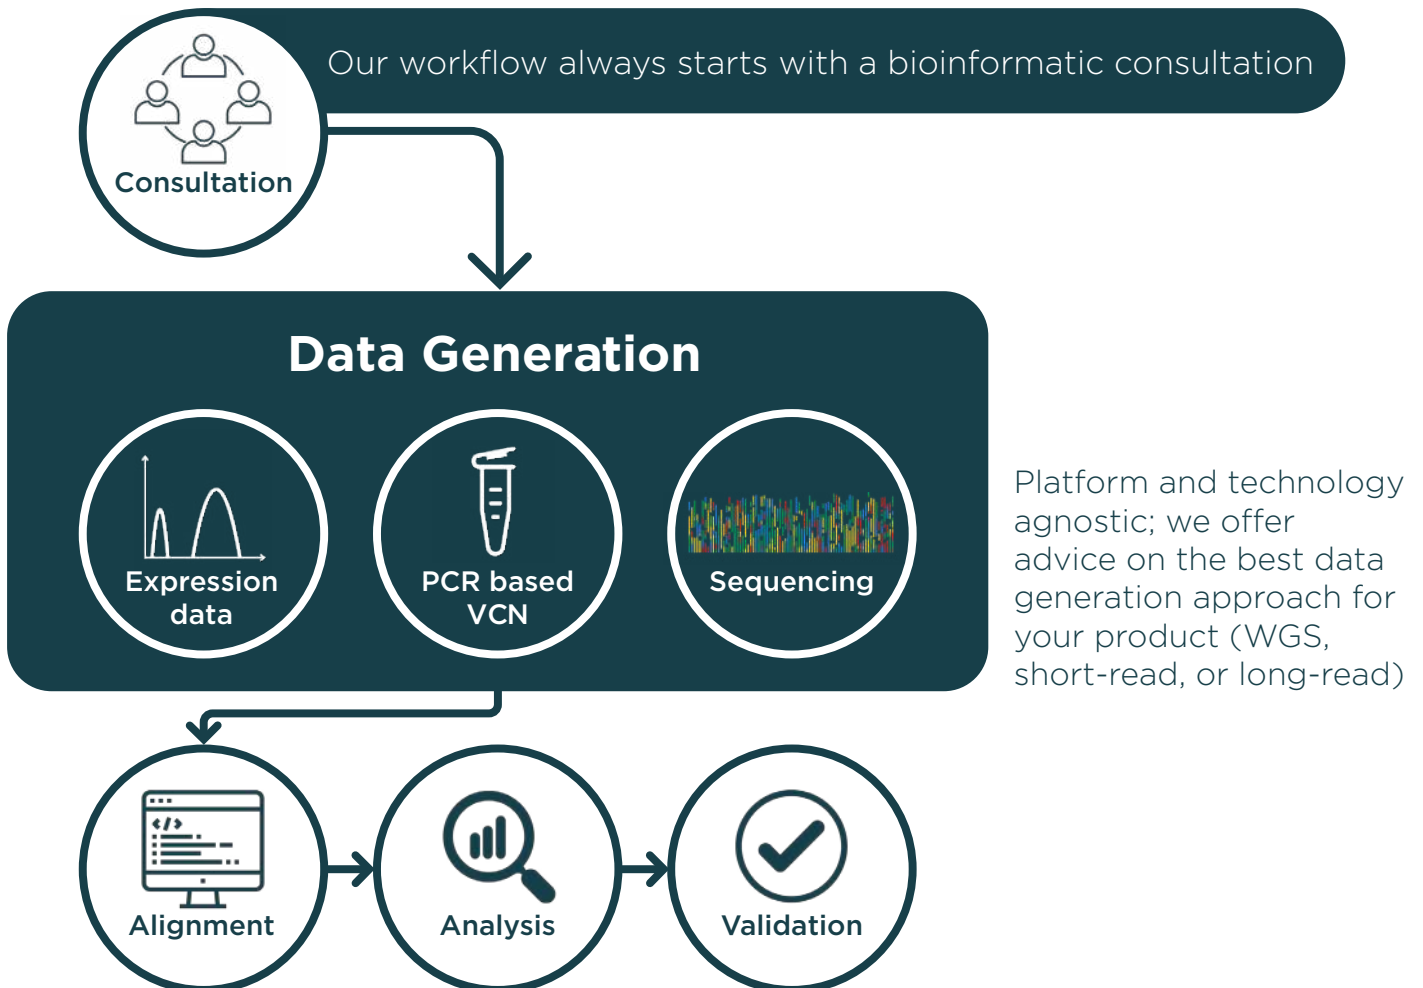 Our workflow always starts with a bioinformatic consultation
Consultation
Data Generation
Expression
data
PCR based
VCN
Sequencing
Platform and technology
agnostic; we offer
advice on the best data
generation approach for
your product (WGS,
short-read, or long-read)
</>
Alignment
Analysis
Validation